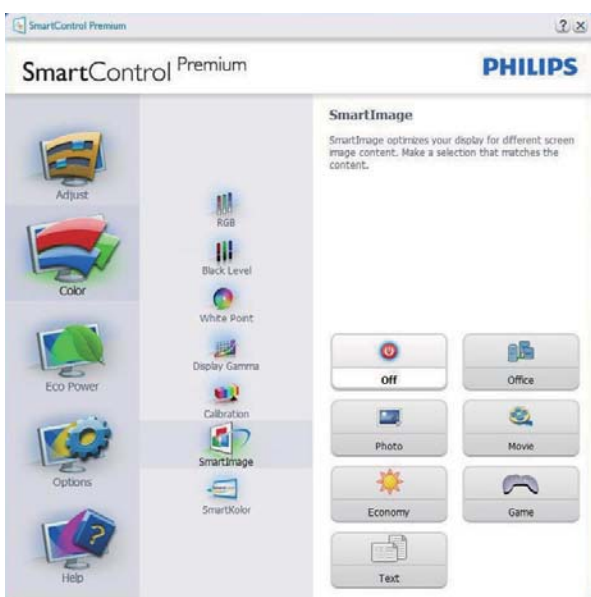 SmartControl Premium
SmartControl Premium
PHILIPS
Adjust
Color
Eco Power
Options
Help
RGB
Black Level
White Point
Display Gamma
Calibration
SmartImage
SmartKolor
SmartImage
SmartImage optimizes your display for different screen
image content. Make a selection that matches the
content.
Off
Office
Photo
Movie
Economy
Game
Text